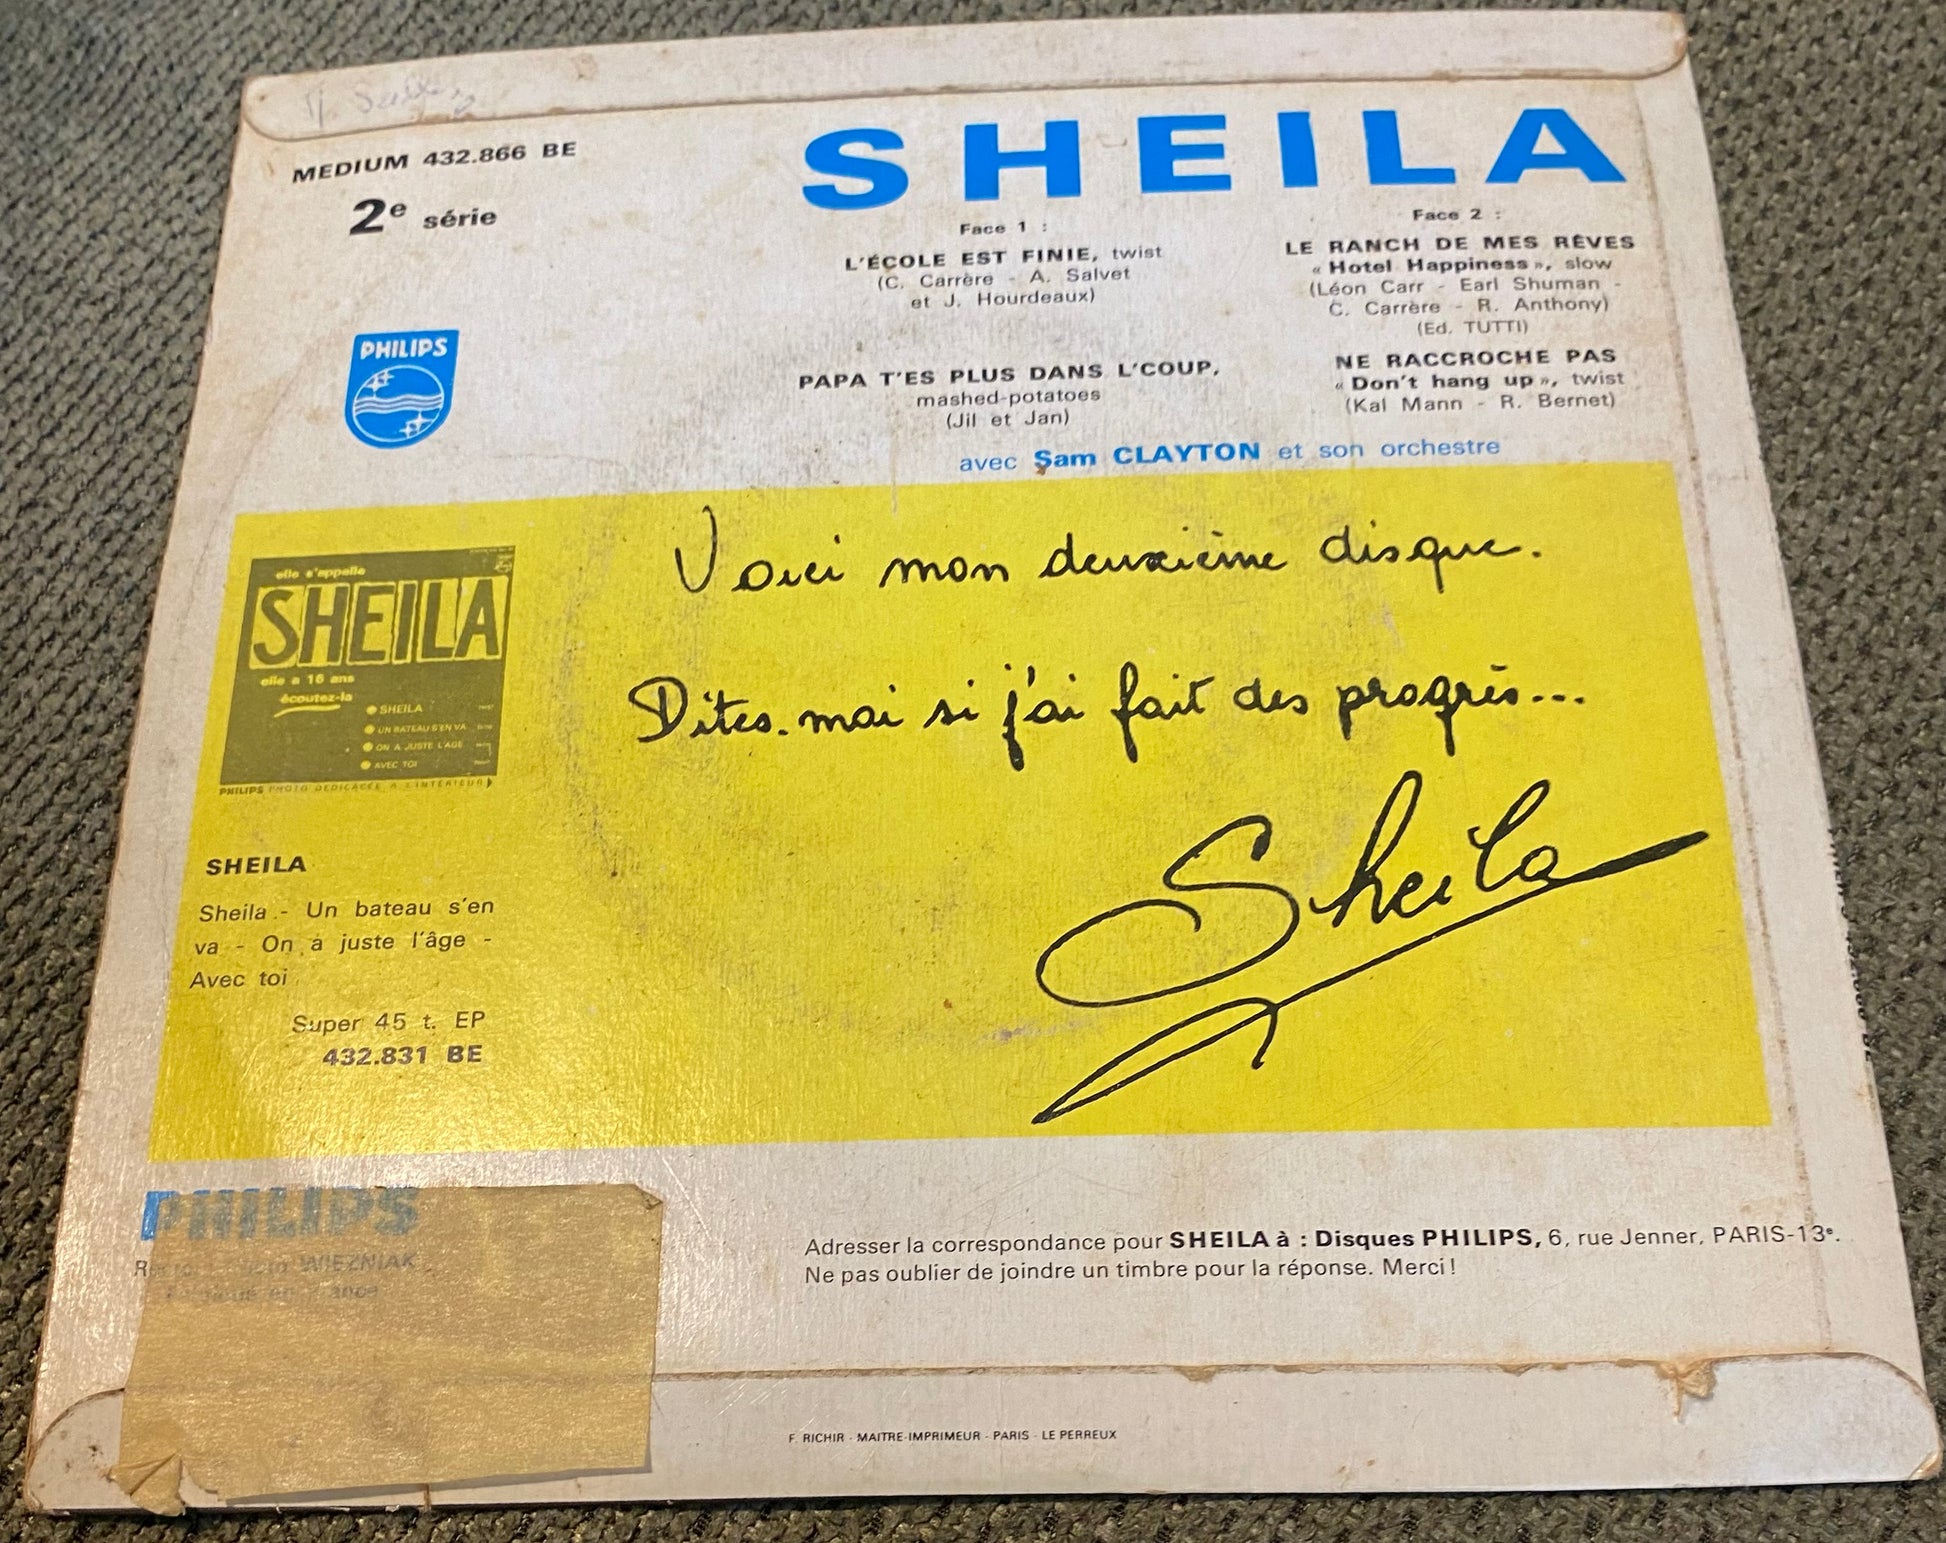 MEDIUM 432.866 BE
2e série
PHILIPS
SHEILA
Face 1 :
L'ÉCOLE EST FINIE, twist
(C. Carrère - A. Salvet
et J. Hourdeaux)
PAPA T'ES PLUS DANS L'COUP,
mashed-potatoes
(Jil et Jan)
Face 2 :
LE RANCH DE MES RÊVES
« Hotel Happiness », slow
(Léon Carr - Earl Shuman -
C. Carrère - R. Anthony)
(Ed. TUTTI)
NE RACCROCHE PAS
« Don't hang up », twist
(Kal Mann - R. Bernet)
avec Sam CLAYTON et son orchestre
Voici mon deuxième disque.
Dites-moi si j'ai fait des progrès...
Sheila
elle s'appelle
SHEILA
elle a 16 ans
écoutez-la
SHEILA
UN BATEAU S'EN VA
ON A JUSTE L'AGE
AVEC TOI
PHILIPS PHOTO DEDICACEE A L'INTERIEUR
SHEILA
Sheila - Un bateau s'en
va - On a juste l'âge -
Avec toi
Super 45 t. EP
432.831 BE
PHILIPS
WIEZNIAK
Adresser la correspondance pour SHEILA à : Disques PHILIPS, 6, rue Jenner, PARIS-13e.
Ne pas oublier de joindre un timbre pour la réponse. Merci !
F. RICHIR - MAITRE-IMPRIMEUR - PARIS - LE PERREUX